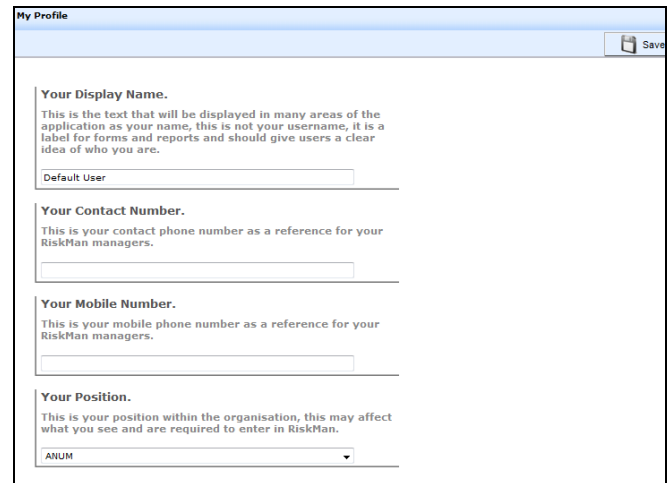 My Profile
Save
Your Display Name.
This is the text that will be displayed in many areas of the
application as your name, this is not your username, it is a
label for forms and reports and should give users a clear
idea of who you are.
Default User
Your Contact Number.
This is your contact phone number as a reference for your
RiskMan managers.
Your Mobile Number.
This is your mobile phone number as a reference for your
RiskMan managers.
Your Position.
This is your position within the organisation, this may affect
what you see and are required to enter in RiskMan.
ANUM